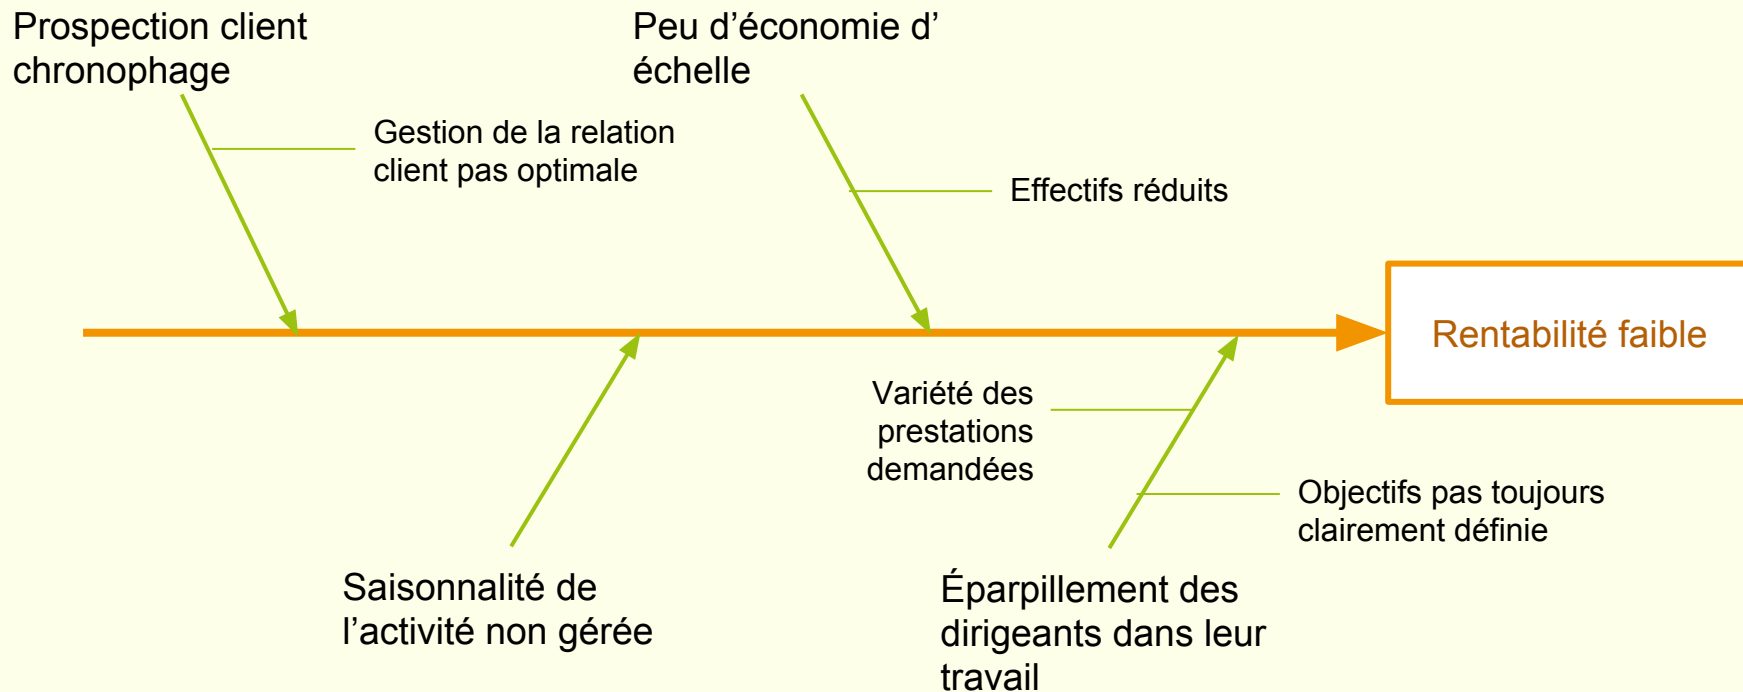 Prospection client
chronophage
Peu d’économie d’
échelle
Gestion de la relation
client pas optimale
Effectifs réduits
Rentabilité faible
Variété des
prestations
demandées
Objectifs pas toujours
clairement définie
Saisonnalité de
l’activité non gérée
Éparpillement des
dirigeants dans leur
travail